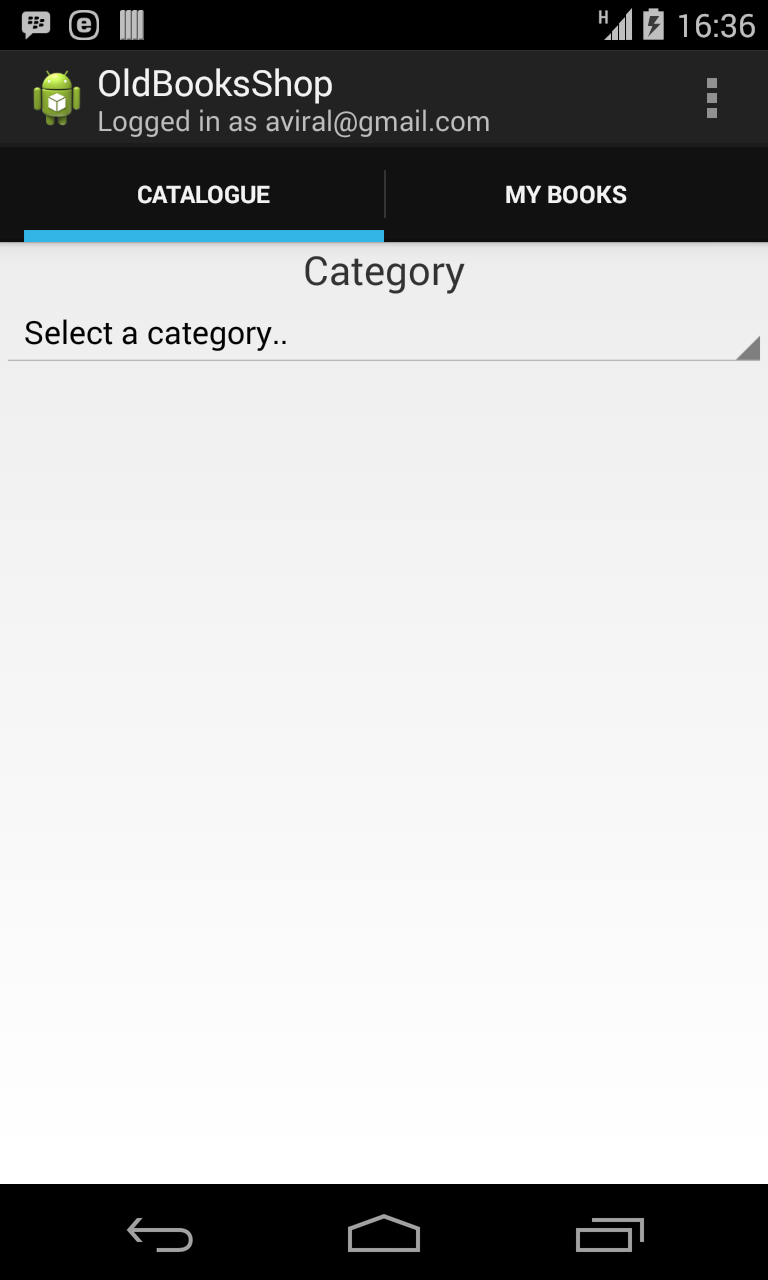 H 16:36
OldBooksShop
Logged in as aviral@gmail.com
CATALOGUE MY BOOKS
Category
Select a category..